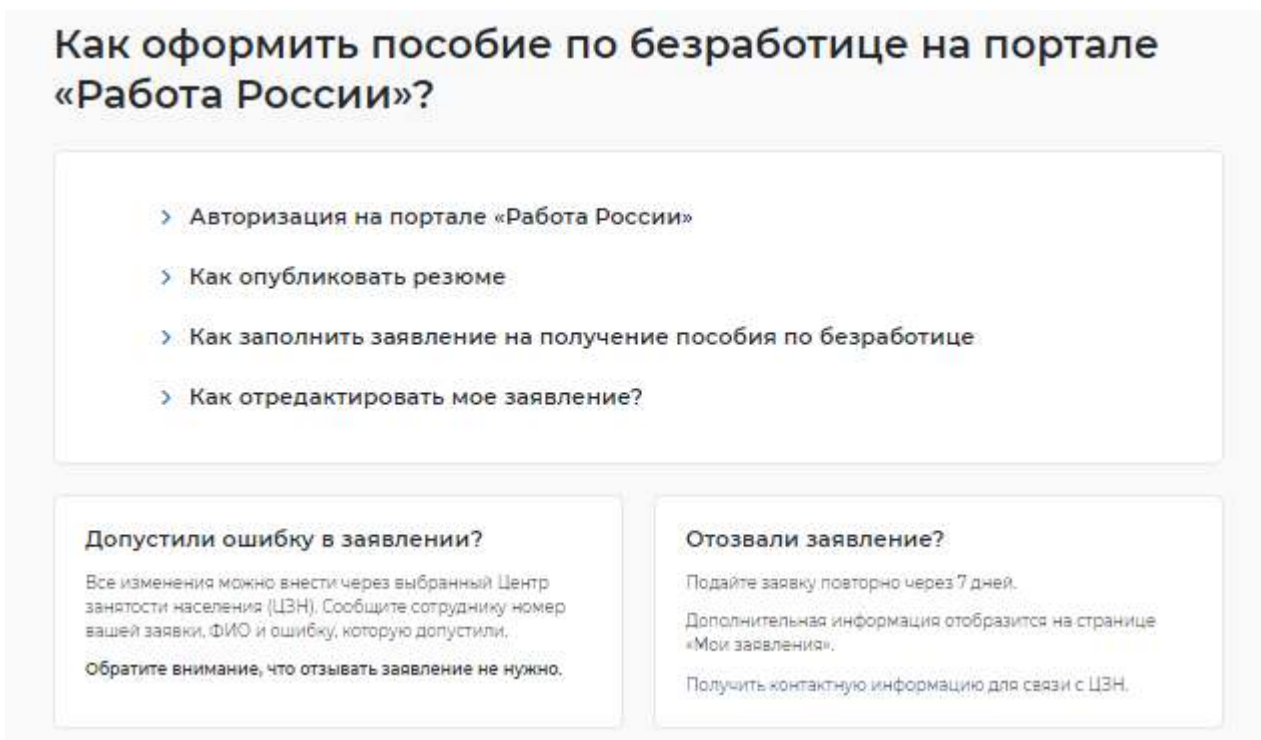 Как оформить пособие по безработице на портале
«Работа России»?
Авторизация на портале «Работа России»
Как опубликовать резюме
Как заполнить заявление на получение пособия по безработице
Как отредактировать мое заявление?
Допустили ошибку в заявлении?
Все изменения можно внести через выбранный Центр
занятости населения (ЦЗН). Сообщите сотруднику номер
вашей заявки, ФИО и ошибку, которую допустили.
Обратите внимание, что отзывать заявление не нужно.
Отозвали заявление?
Подайте заявку повторно через 7 дней.
Дополнительная информация отобразится на странице
«Мои заявления».
Получить контактную информацию для связи с ЦЗН.